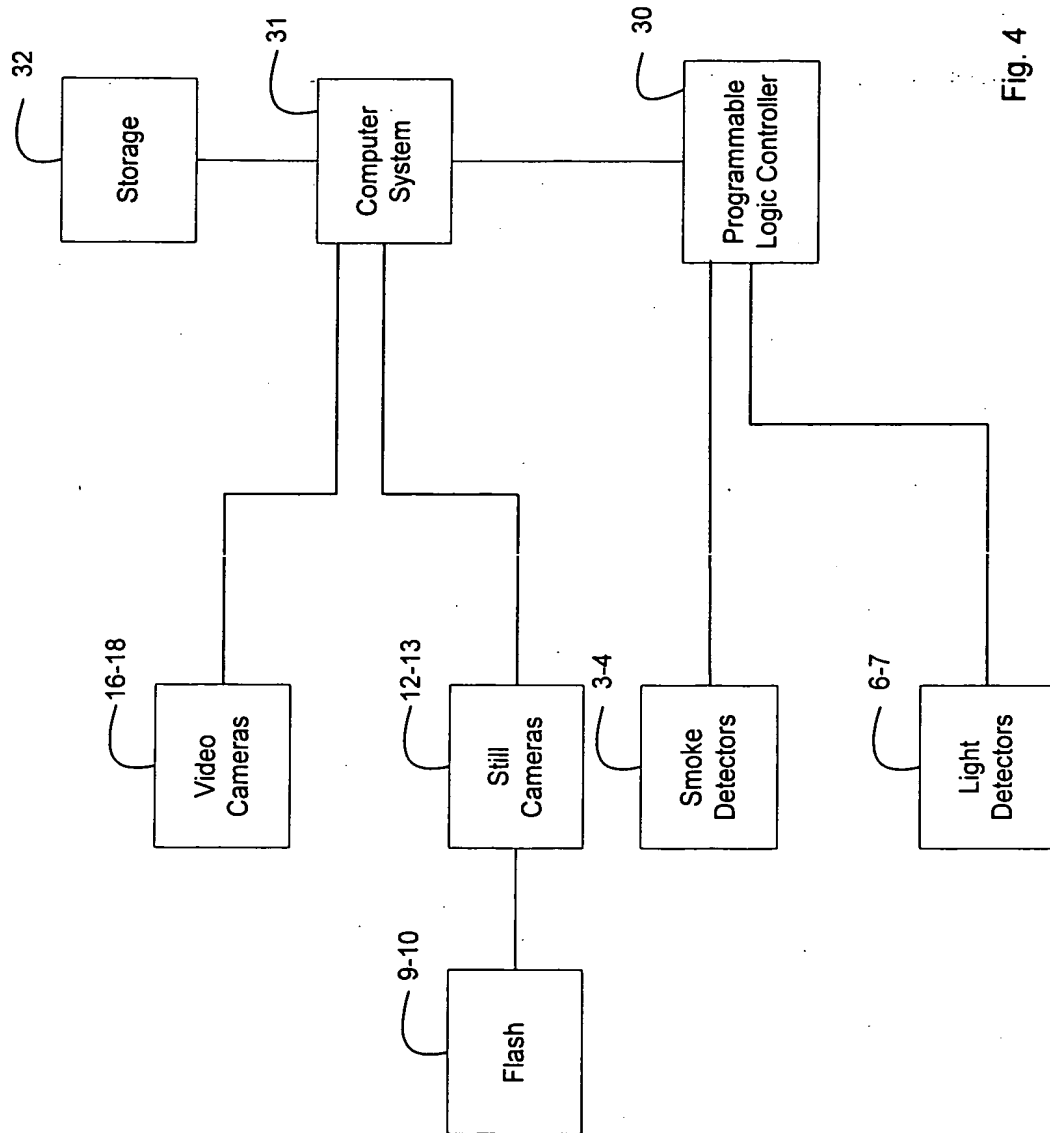 32
Storage
31
Computer
System
30
Programmable
Logic Controller
16-18
Video
Cameras
12-13
Still
Cameras
3-4
Smoke
Detectors
6-7
Light
Detectors
9-10
Flash
Fig. 4